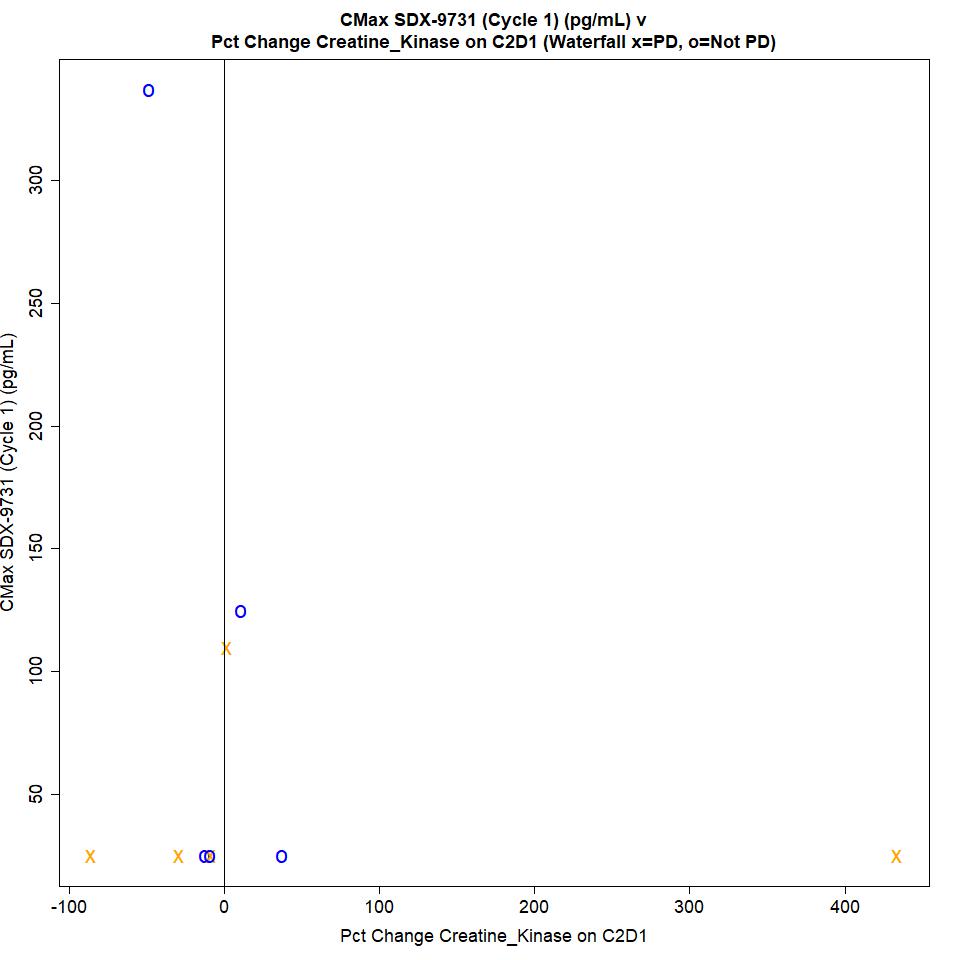 CMax SDX-9731 (Cycle 1) (pg/mL) v
Pct Change Creatine_Kinase on C2D1 (Waterfall x=PD, o=Not PD)
CMax SDX-9731 (Cycle 1) (pg/mL)
300
250
200
150
100
50
O
O
X
X
X
O
O
X
O
X
-100
0
100
200
300
400
Pct Change Creatine_Kinase on C2D1